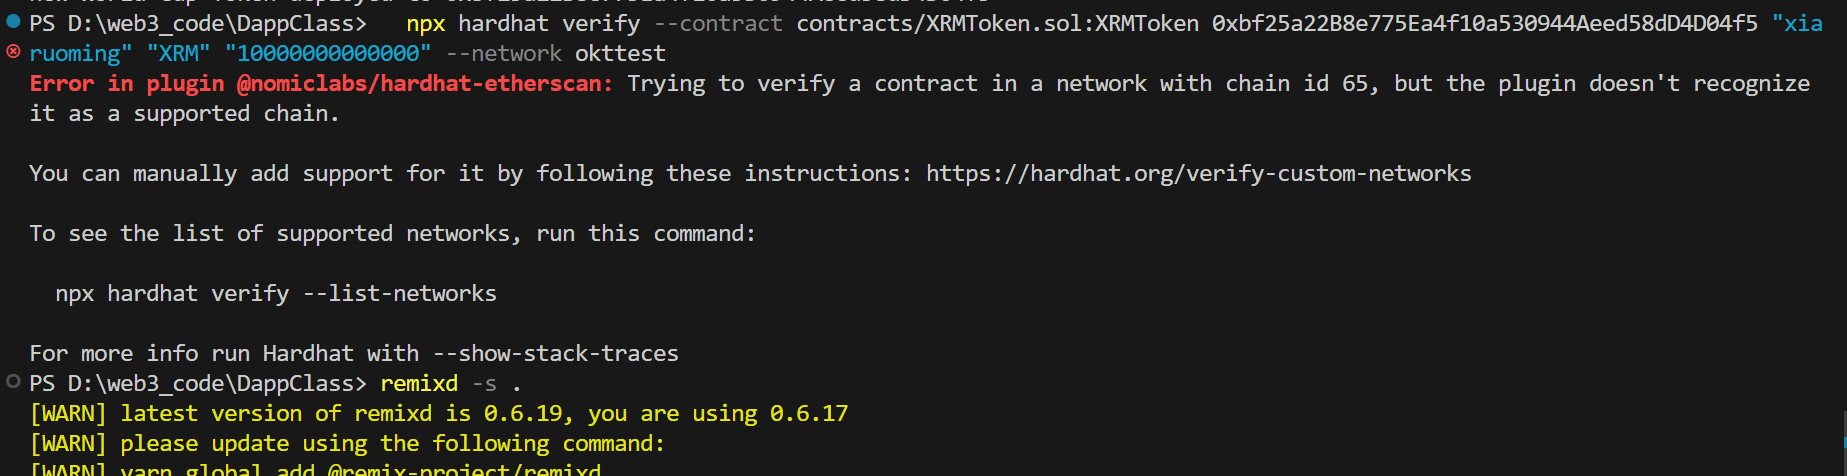 PS D:\web3_code\DappClass>   npx hardhat verify --contract contracts/XRMToken.sol:XRMToken 0xbf25a22B8e775Ea4f10a530944Aeed58dD4D04f5 "xia
ruoming" "XRM" "10000000000000" --network okttest
Error in plugin @nomiclabs/hardhat-etherscan: Trying to verify a contract in a network with chain id 65, but the plugin doesn't recognize
it as a supported chain.
You can manually add support for it by following these instructions: https://hardhat.org/verify-custom-networks
To see the list of supported networks, run this command:
npx hardhat verify --list-networks
For more info run Hardhat with --show-stack-traces
PS D:\web3_code\DappClass> remixd -s .
[WARN] latest version of remixd is 0.6.19, you are using 0.6.17
[WARN] please update using the following command:
[WARN] yarn global add @remix-project/remixd